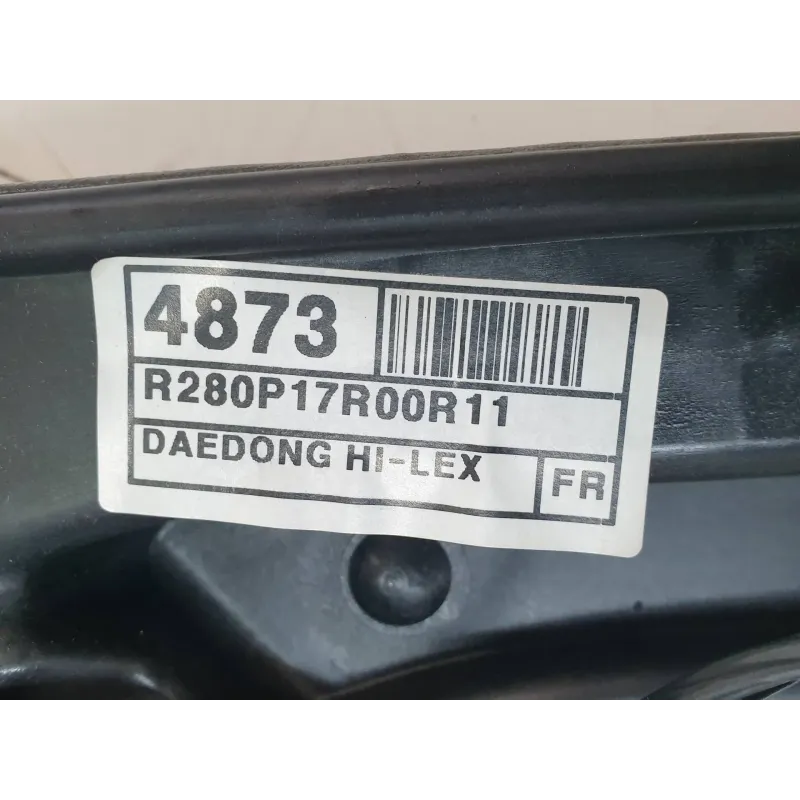 4873
R280P17R00R11
DAEDONG HI-LEX
FR